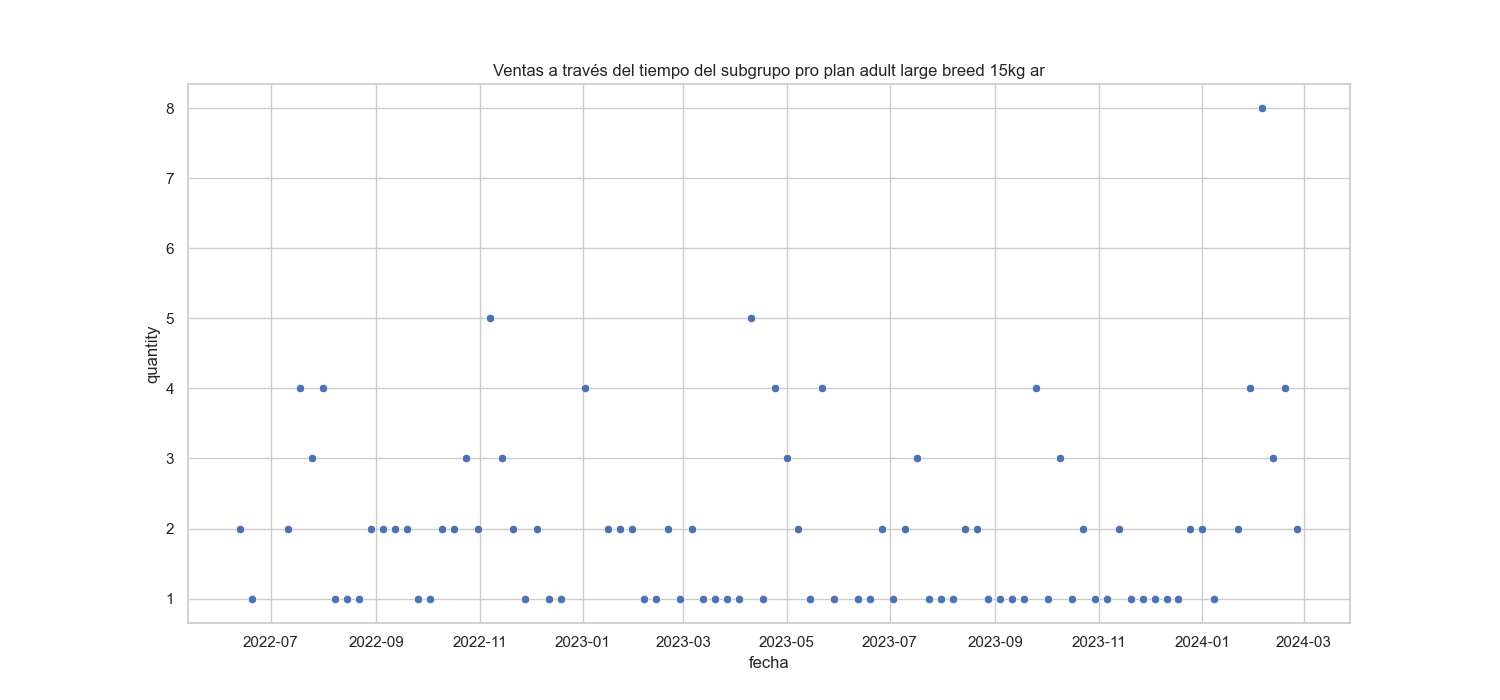 Ventas a través del tiempo del subgrupo pro plan adult large breed 15kg ar
8
7
6
5
4
3
2
1
quantity
2022-07 2022-09 2022-11 2023-01 2023-03 2023-05 2023-07 2023-09 2023-11 2024-01 2024-03
fecha